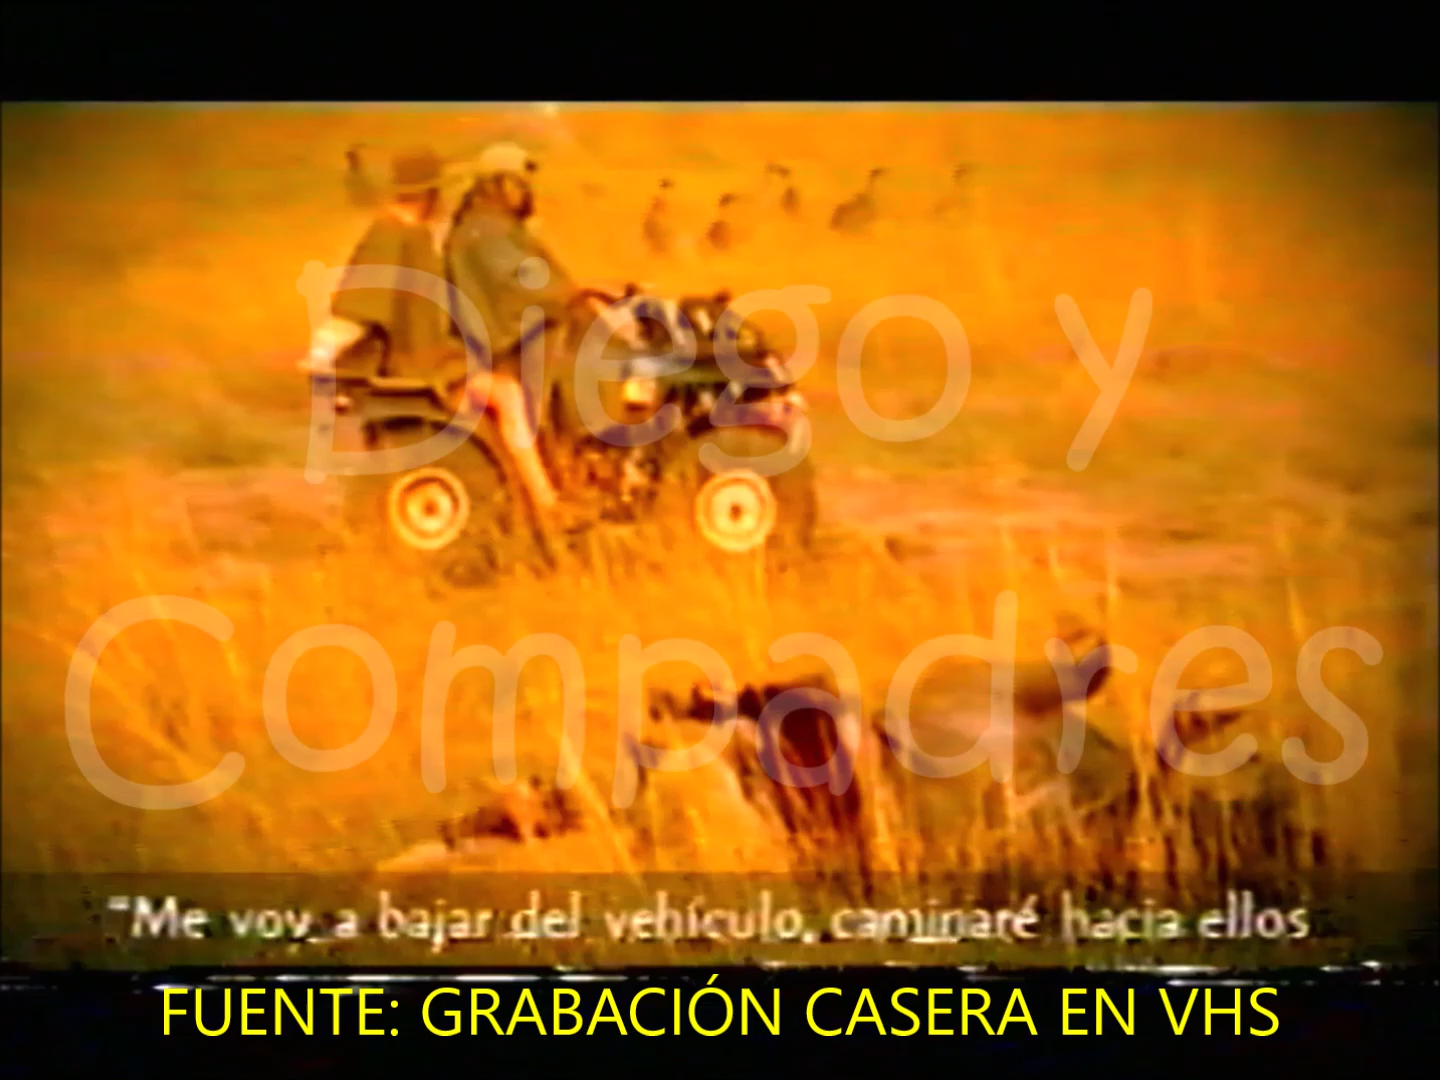 Diego y
Compadres
"Me voy a bajar del vehículo, caminaré hacia ellos
FUENTE: GRABACIÓN CASERA EN VHS